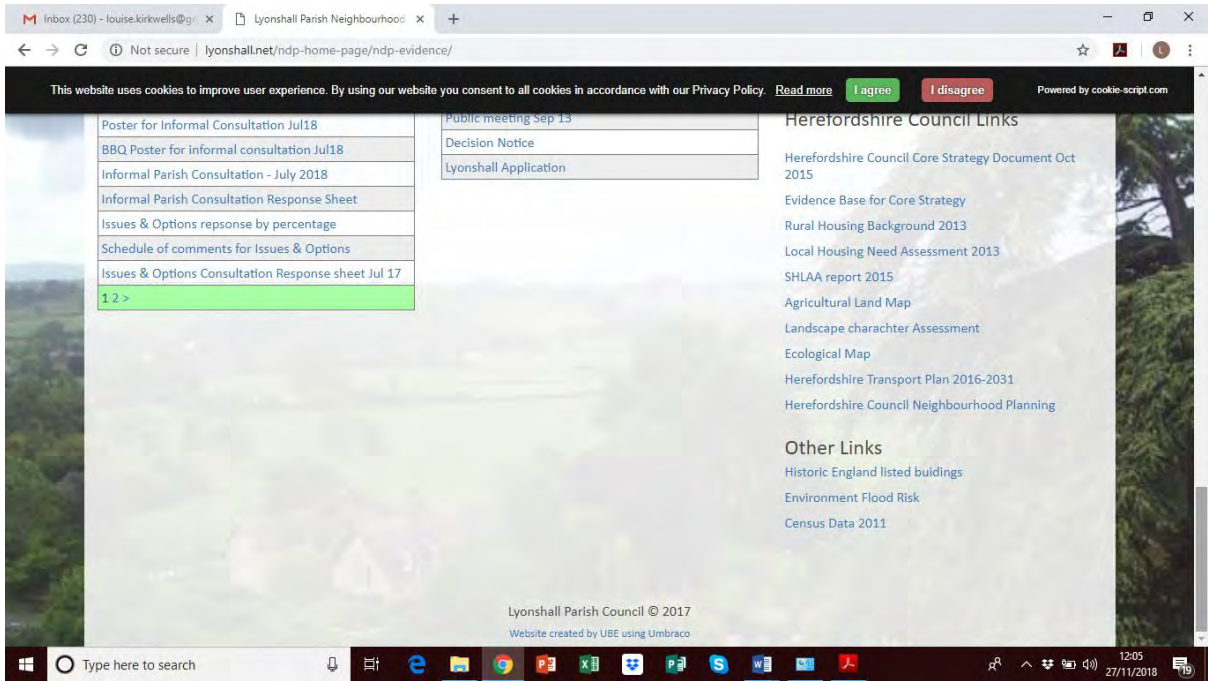 Inbox (230) - louise.kirkwells@g
Lyonshall Parish Neighbourhood
Not secure | lyonshall.net/ndp-home-page/ndp-evidence/
L
This website uses cookies to improve user experience. By using our website you consent to all cookies in accordance with our Privacy Policy. Read more I agree I disagree Powered by cookie-script.com
Poster for Informal Consultation Jul18
BBQ Poster for informal consultation Jul18
Informal Parish Consultation - July 2018
Informal Parish Consultation Response Sheet
Issues & Options repsonse by percentage
Schedule of comments for Issues & Options
Issues & Options Consultation Response sheet Jul 17
1 2 >
Public meeting Sep 13
Decision Notice
Lyonshall Application
Herefordshire Council Links
Herefordshire Council Core Strategy Document Oct
2015
Evidence Base for Core Strategy
Rural Housing Background 2013
Local Housing Need Assessment 2013
SHLAA report 2015
Agricultural Land Map
Landscape charachter Assessment
Ecological Map
Herefordshire Transport Plan 2016-2031
Herefordshire Council Neighbourhood Planning
Other Links
Historic England listed buidings
Environment Flood Risk
Census Data 2011
Lyonshall Parish Council © 2017
Website created by UBE using Umbraco
Type here to search
12:05
27/11/2018
19